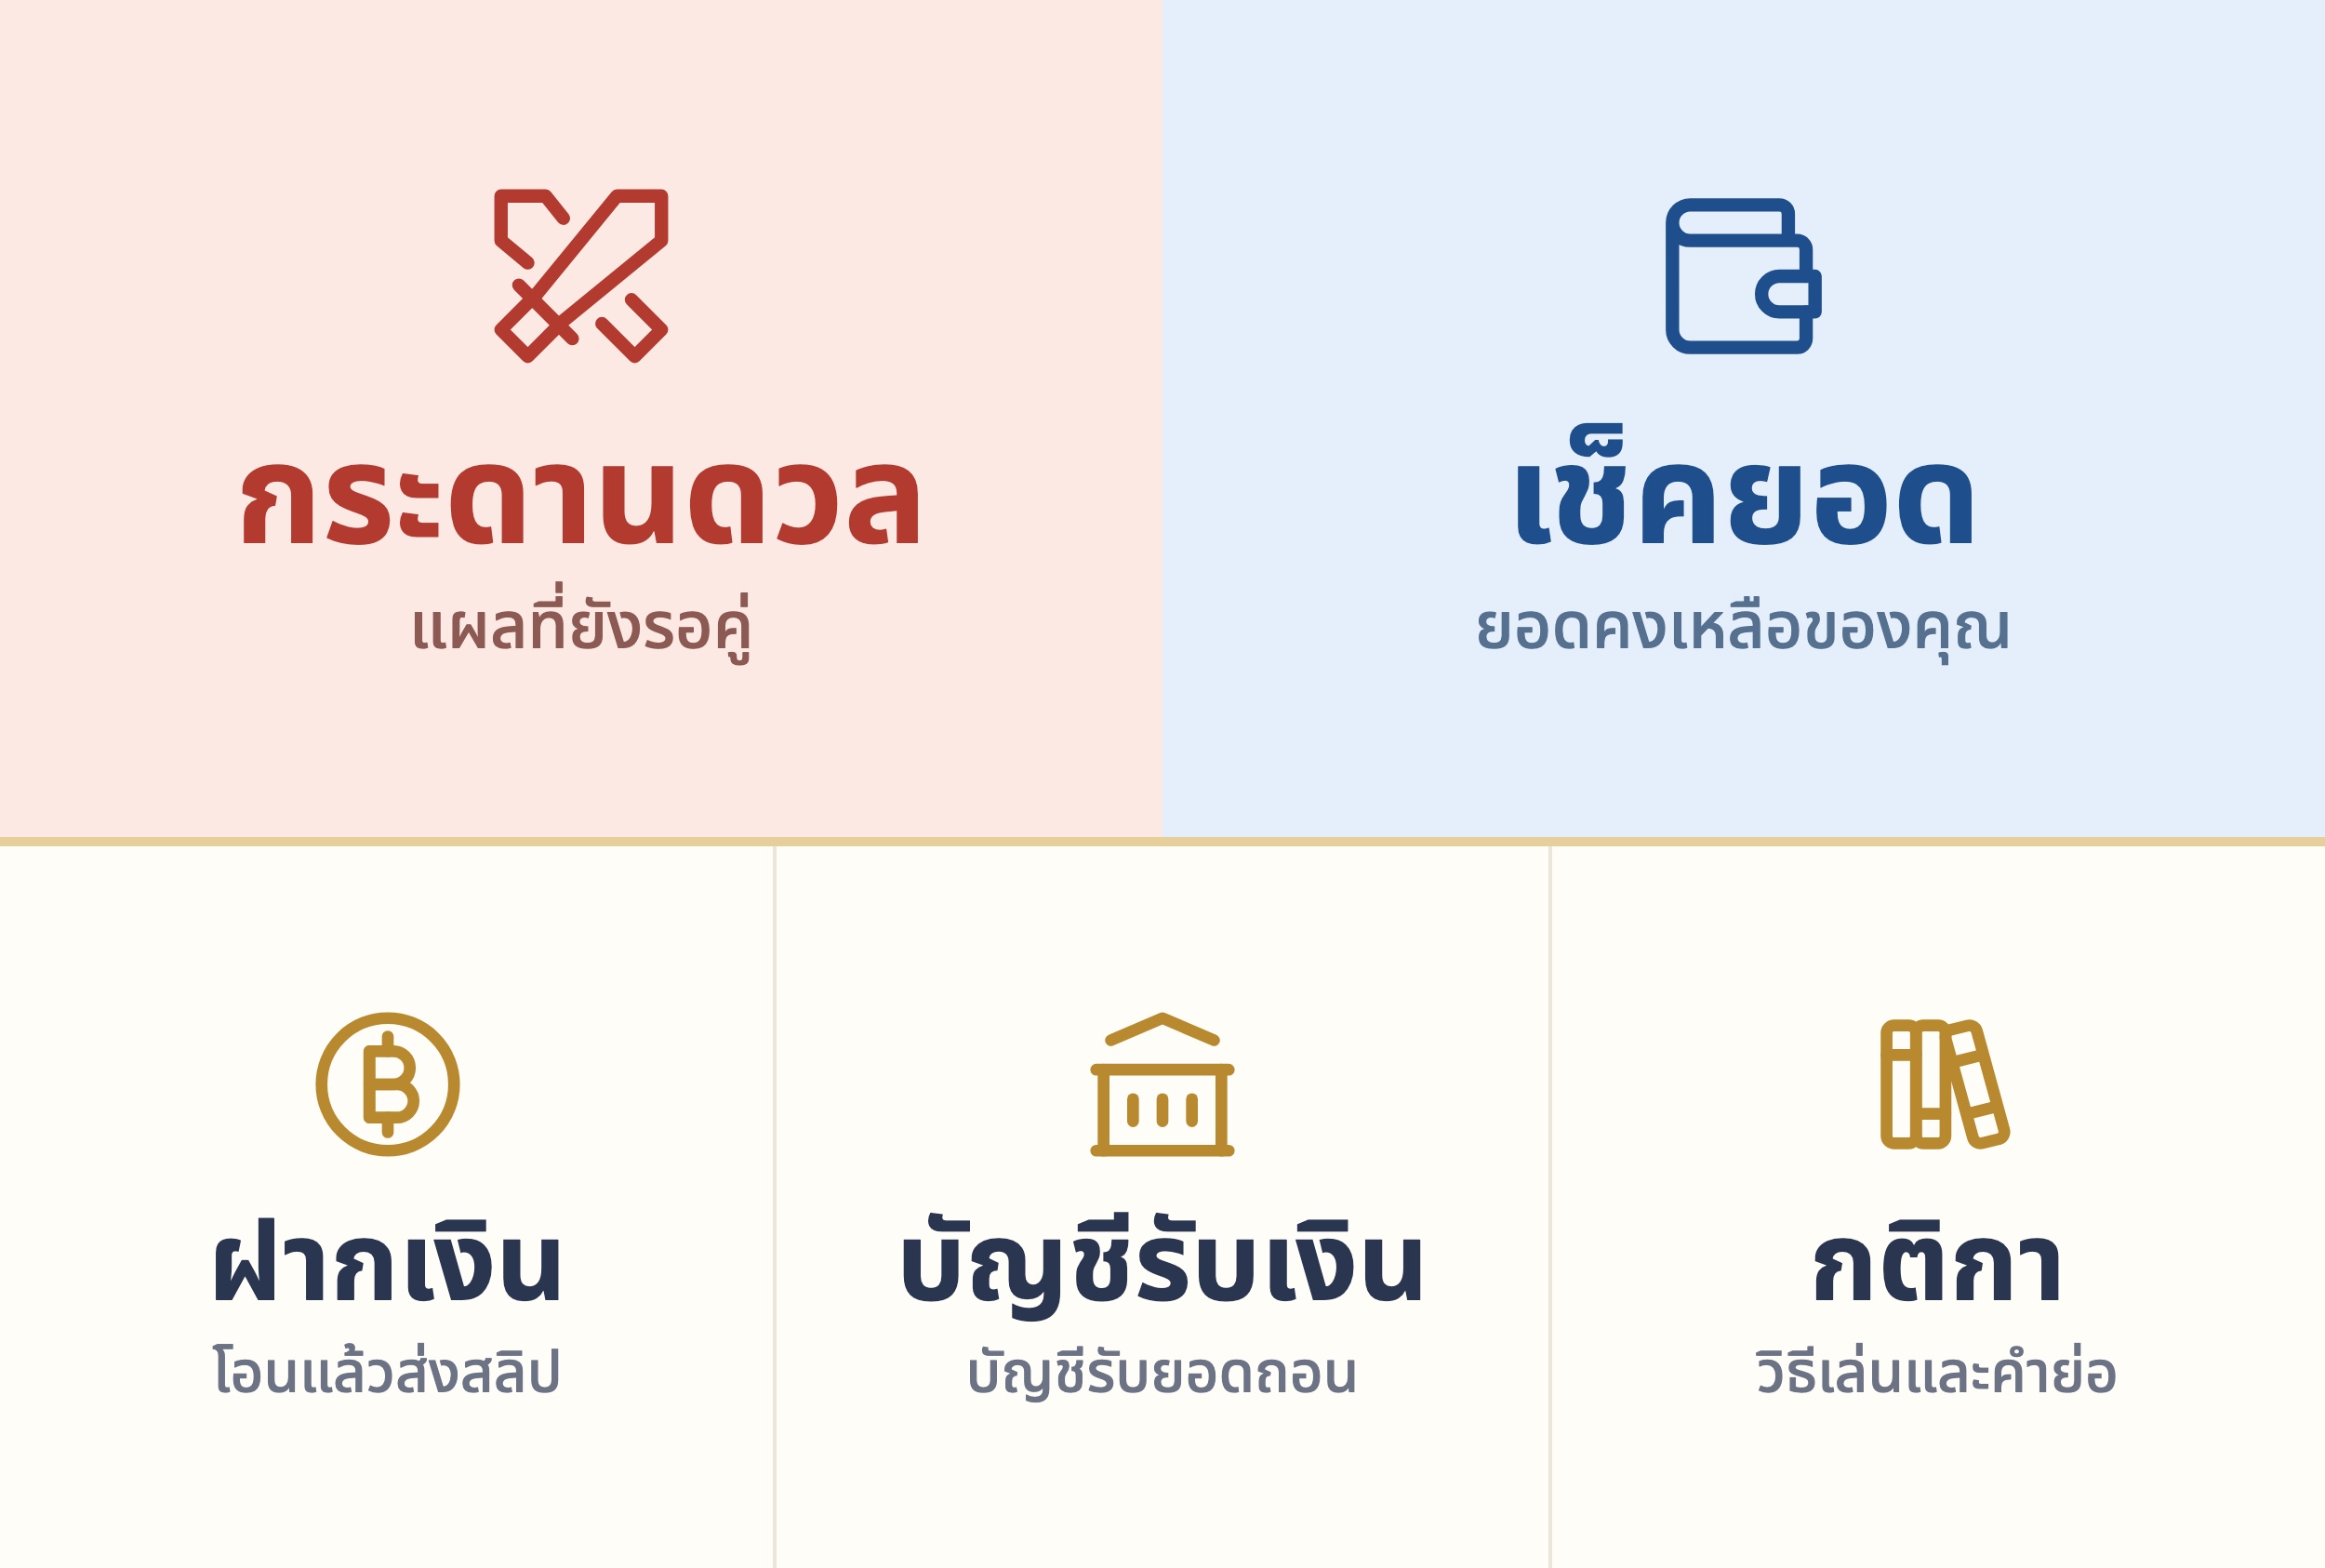 กระดานดวล
แผลที่ยังรอคู่
เช็คยอด
ยอดคงเหลือของคุณ
ฝากเงิน
โอนแล้วส่งสลิป
บัญชีรับเงิน
บัญชีรับยอดถอน
กติกา
วิธีเล่นและคำย่อ